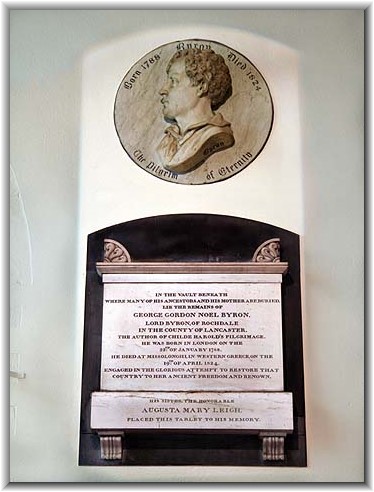 Born 1788 Byron Died 1824
Byron
The Pilgrim of Eternity
IN THE VAULT BENEATH
WHERE MANY OF HIS ANCESTORS AND HIS MOTHER ARE BURIED,
LIE THE REMAINS OF
GEORGE GORDON NOEL BYRON,
LORD BYRON, OF ROCHDALE
IN THE COUNTY OF LANCASTER,
THE AUTHOR OF CHILDE HAROLD'S PILGRIMAGE.
HE WAS BORN IN LONDON ON THE
22ND OF JANUARY 1788.
HE DIED AT MISSOLONGHI, IN WESTERN GREECE, ON THE
19TH OF APRIL 1824,
ENGAGED IN THE GLORIOUS ATTEMPT TO RESTORE THAT
COUNTRY TO HER ANCIENT FREEDOM AND RENOWN.
HIS SISTER, THE HONORABLE
AUGUSTA MARY LEIGH,
PLACED THIS TABLET TO HIS MEMORY.